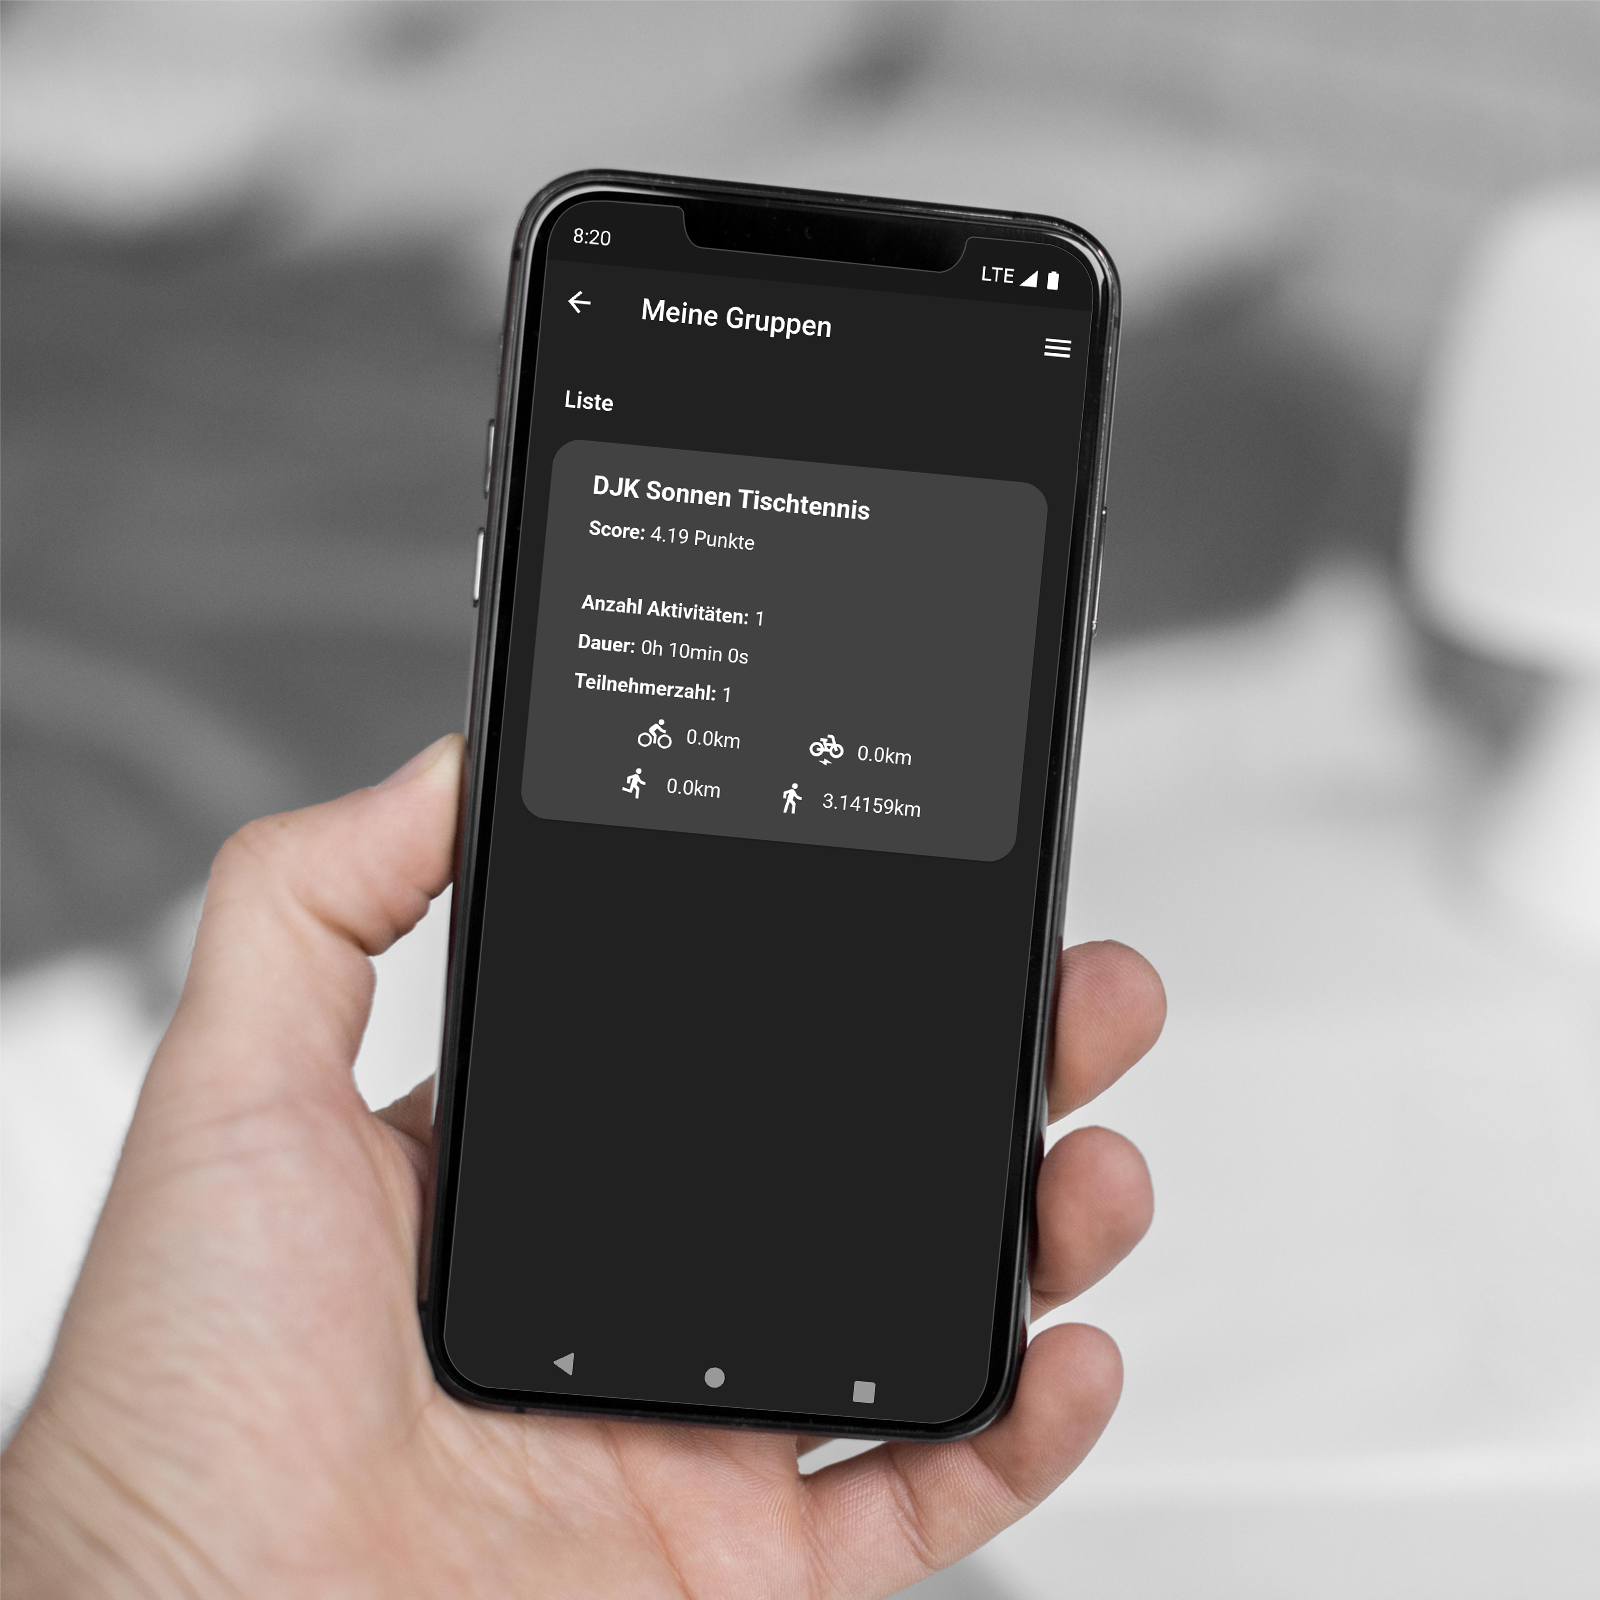 8:20
LTE
Meine Gruppen
Liste
DJK Sonnen Tischtennis
Score: 4.19 Punkte
Anzahl Aktivitäten: 1
Dauer: 0h 10min 0s
Teilnehmerzahl: 1
0.0km 0.0km
0.0km 3.14159km